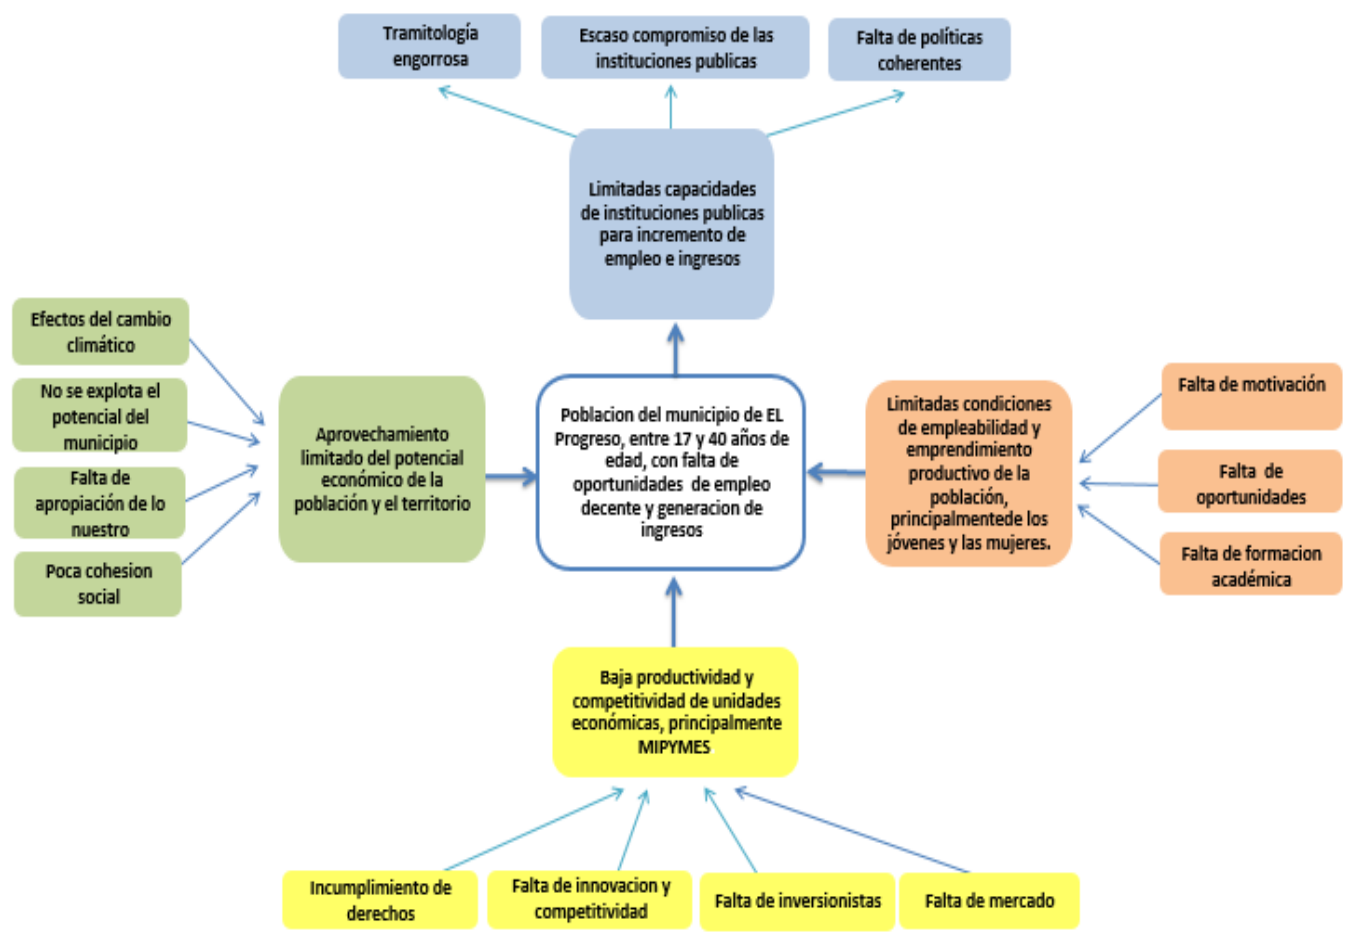 Tramitología
engorrosa
Escaso compromiso de las
instituciones publicas
Falta de políticas
coherentes
Limitadas capacidades
de instituciones publicas
para incremento de
empleo e ingresos
Efectos del cambio
climático
No se explota el
potencial del
municipio
Falta de
apropiación de lo
nuestro
Poca cohesion
social
Aprovechamiento
limitado del potencial
económico de la
población y el territorio
Poblacion del municipio de EL
Progreso, entre 17 y 40 años de
edad, con falta de
oportunidades de empleo
decente y generacion de
ingresos
Limitadas condiciones
de empleabilidad y
emprendimiento
productivo de la
población,
principalmentede los
jóvenes y las mujeres.
Falta de motivación
Falta de
oportunidades
Falta de formacion
académica
Baja productividad y
competitividad de unidades
económicas, principalmente
MIPYMES.
Incumplimiento de
derechos
Falta de innovacion y
competitividad
Falta de inversionistas
Falta de mercado